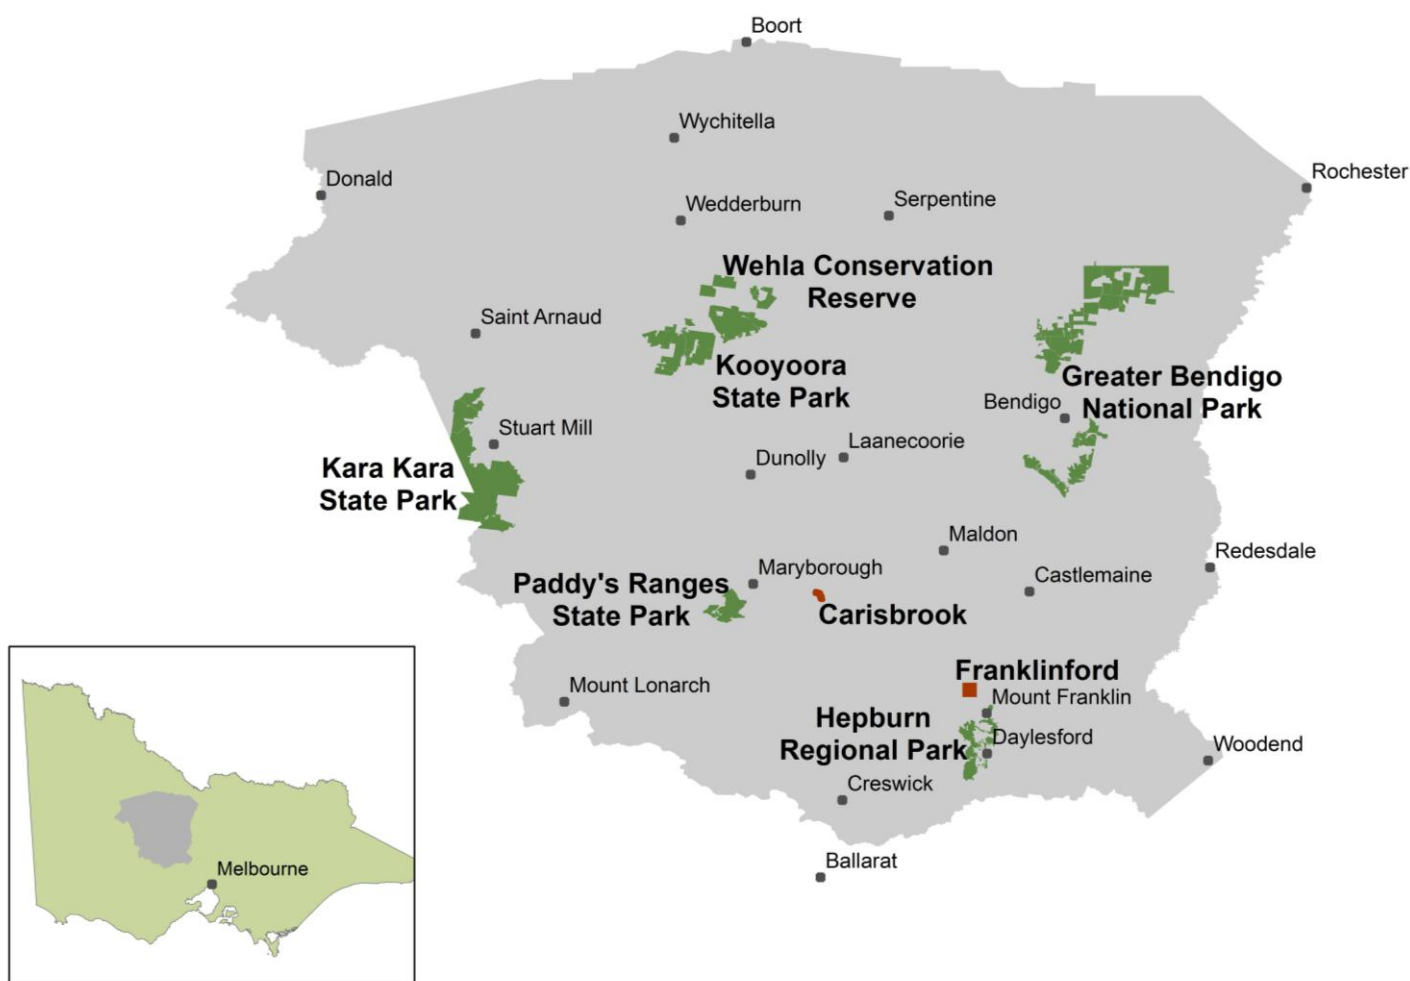 Boort
Wychitella
Rochester
Donald
Wedderburn
Serpentine
Wehla Conservation
Reserve
Saint Arnaud
Kooyoora
State Park
Greater Bendigo
National Park
Bendigo
Stuart Mill
Laanecoorie
Dunolly
Kara Kara
State Park
Maldon
Redesdale
Maryborough
Castlemaine
Paddy's Ranges
State Park
Carisbrook
Franklinford
Mount Lonarch
Mount Franklin
Hepburn
Regional Park
Daylesford
Woodend
Creswick
Ballarat
Melbourne